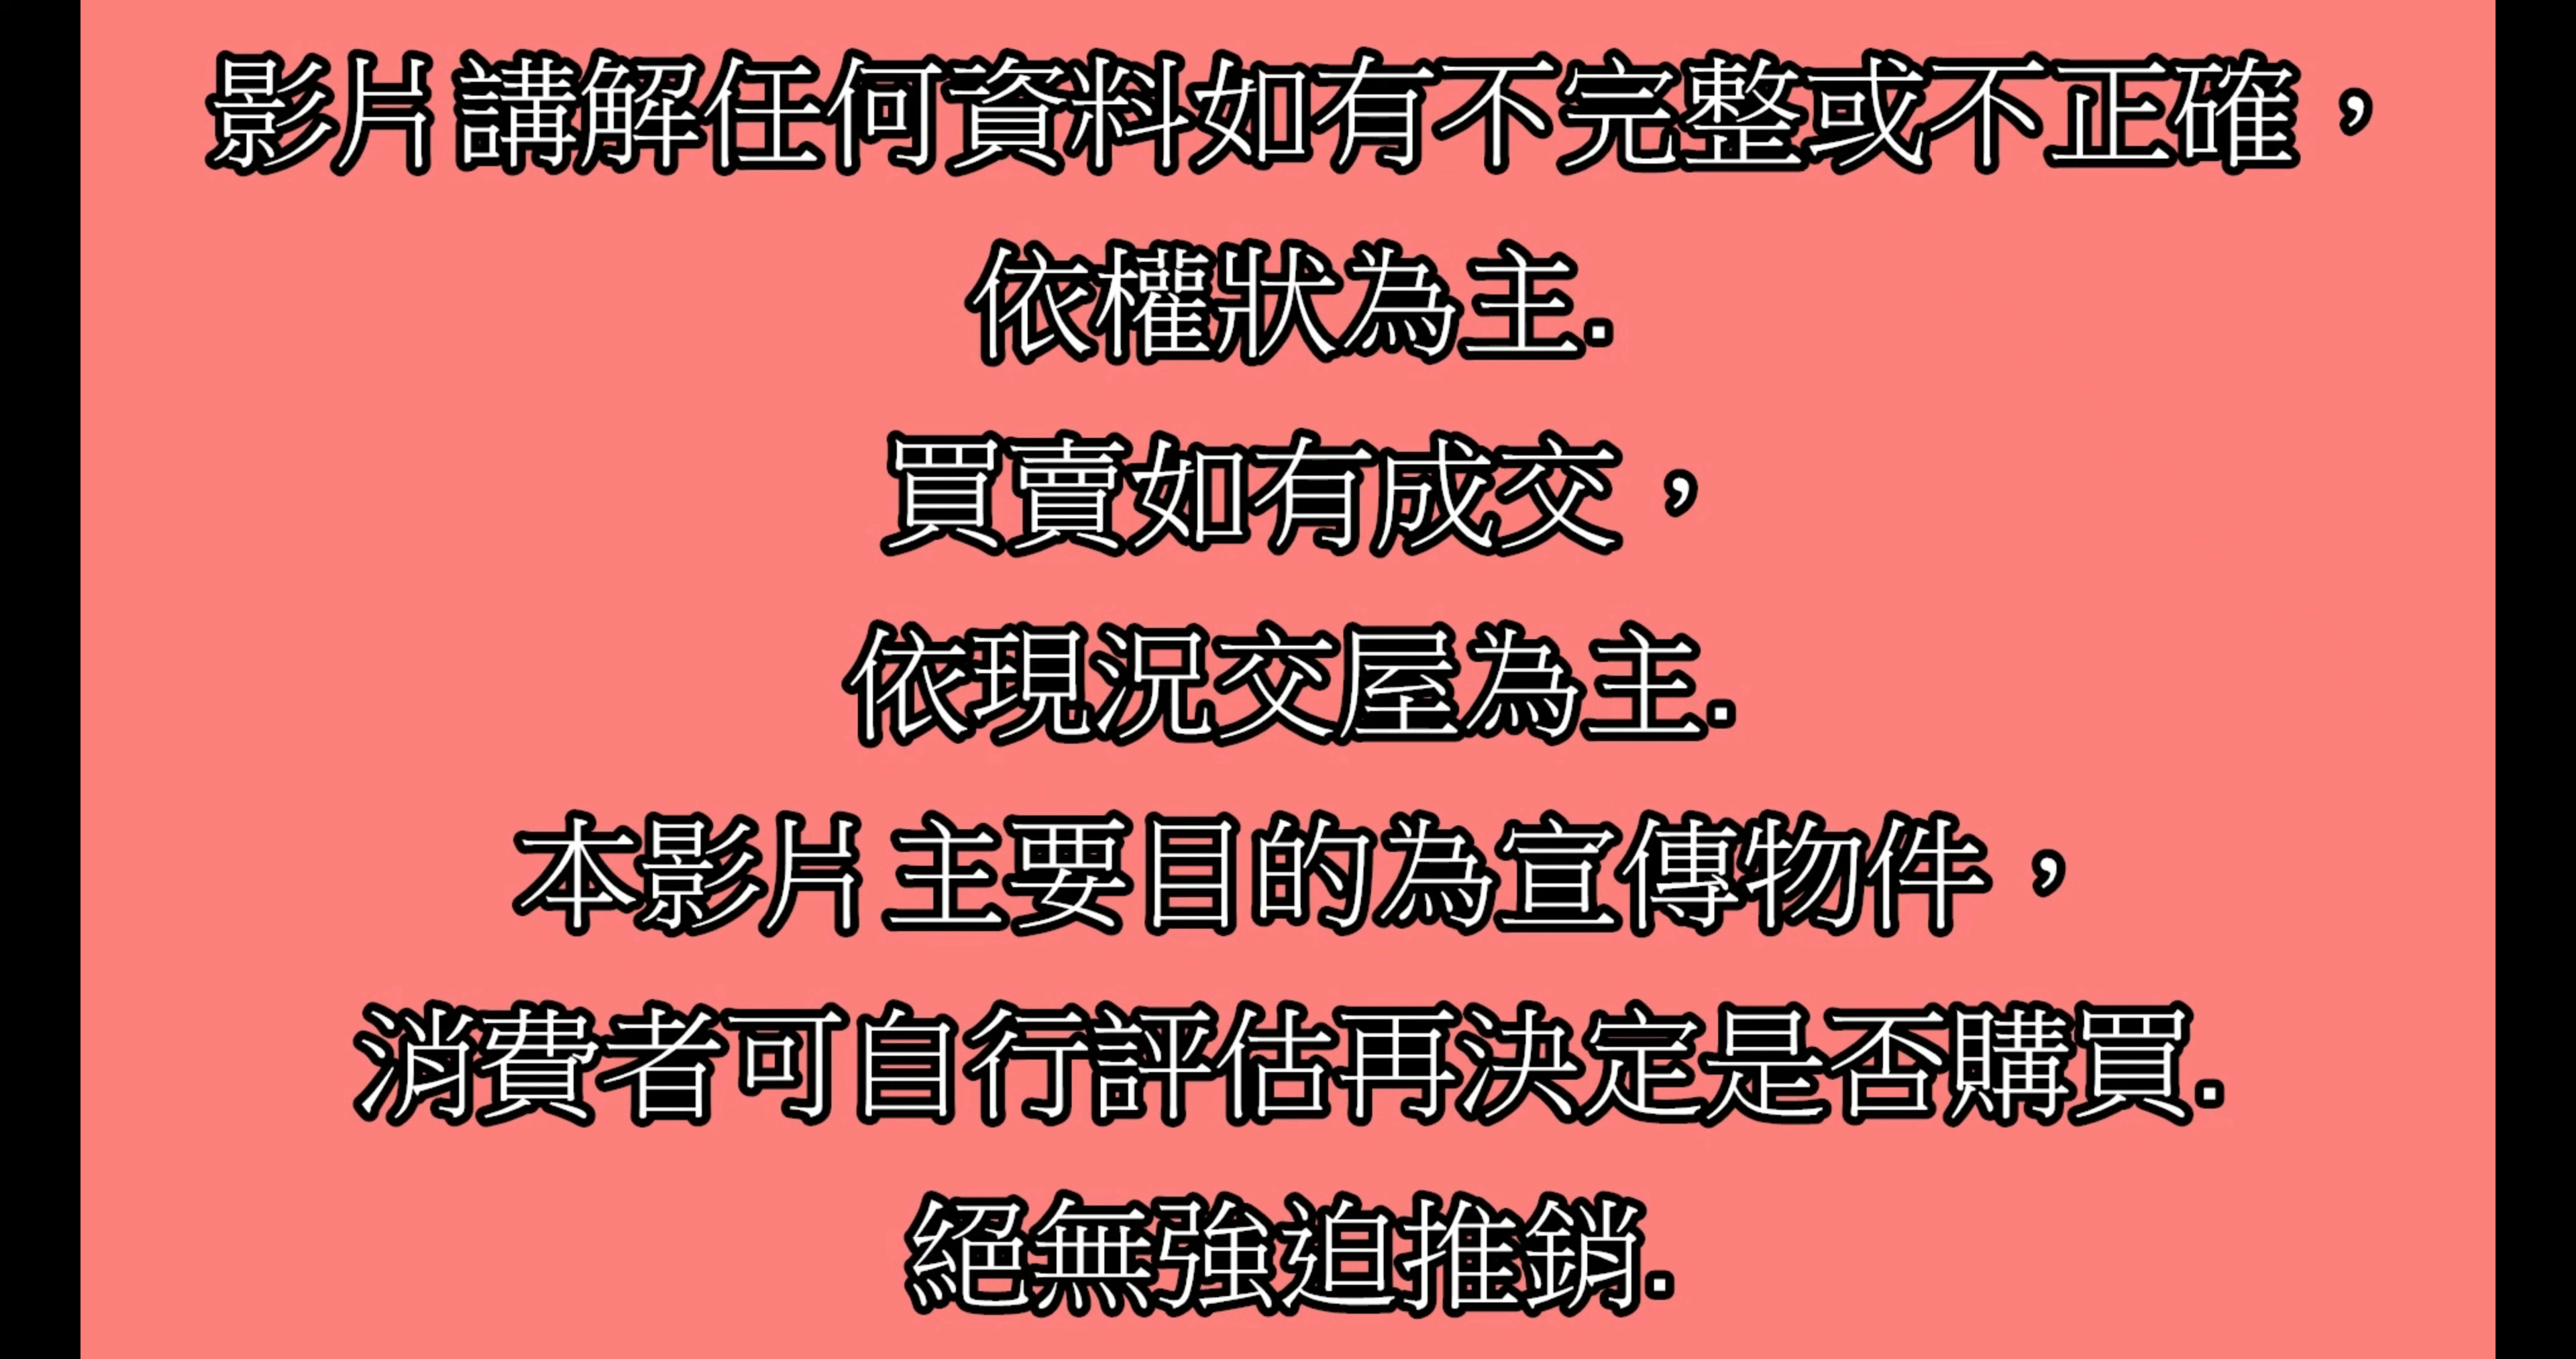 影片講解任何資料如有不完整或不正確，
依權狀為主.
買賣如有成交，
依現況交屋為主.
本影片主要目的為宣傳物件，
消費者可自行評估再決定是否購買.
絕無強迫推銷.